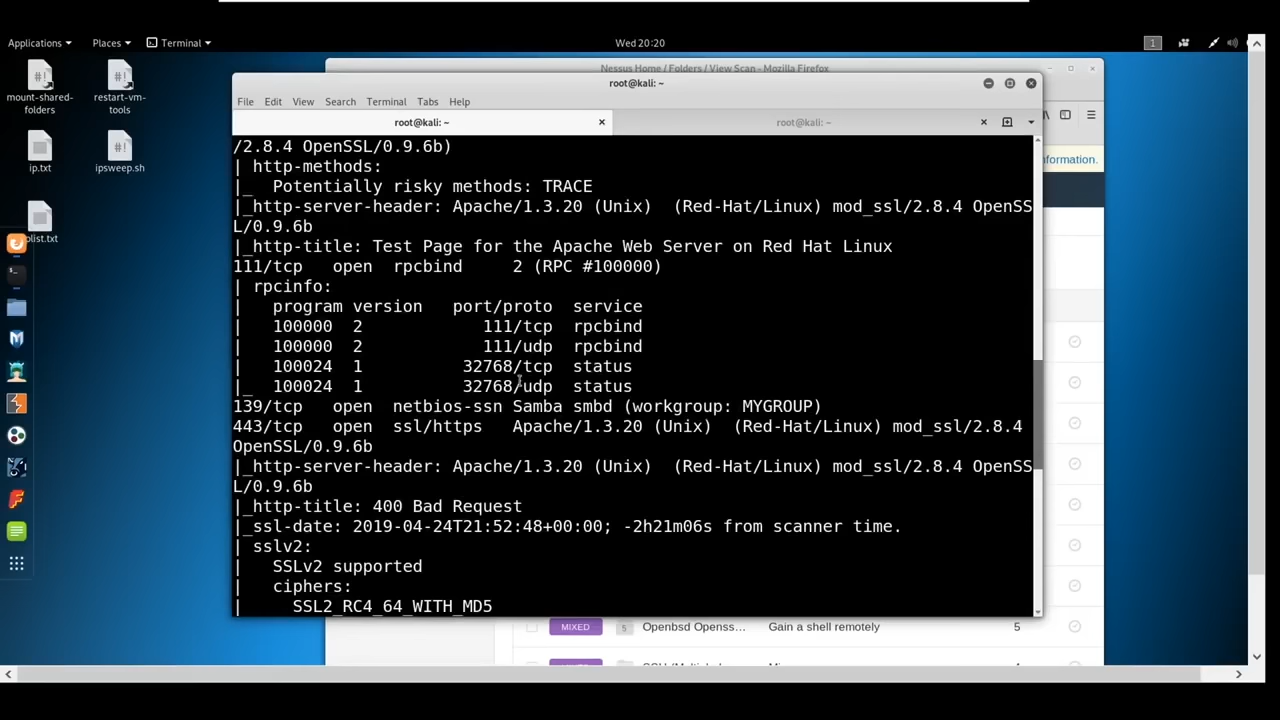 Applications ▾ Places ▾ Terminal ▾ Wed 20:20 1
mount-shared-folders
restart-vm-tools
ip.txt
ipsweep.sh
plist.txt
Nessus Home / Folders / View Scan - Mozilla Firefox
root@kali: ~
File Edit View Search Terminal Tabs Help
root@kali: ~ root@kali: ~
/2.8.4 OpenSSL/0.9.6b)
| http-methods:
|_  Potentially risky methods: TRACE
|_http-server-header: Apache/1.3.20 (Unix)  (Red-Hat/Linux) mod_ssl/2.8.4 OpenSS
L/0.9.6b
|_http-title: Test Page for the Apache Web Server on Red Hat Linux
111/tcp   open  rpcbind     2 (RPC #100000)
| rpcinfo:
|   program version   port/proto  service
|   100000  2            111/tcp  rpcbind
|   100000  2            111/udp  rpcbind
|   100024  1          32768/tcp  status
|_  100024  1          32768/udp  status
139/tcp   open  netbios-ssn Samba smbd (workgroup: MYGROUP)
443/tcp   open  ssl/https   Apache/1.3.20 (Unix)  (Red-Hat/Linux) mod_ssl/2.8.4
OpenSSL/0.9.6b
|_http-server-header: Apache/1.3.20 (Unix)  (Red-Hat/Linux) mod_ssl/2.8.4 OpenSS
L/0.9.6b
|_http-title: 400 Bad Request
|_ssl-date: 2019-04-24T21:52:48+00:00; -2h21m06s from scanner time.
| sslv2:
|   SSLv2 supported
|   ciphers:
|     SSL2_RC4_64_WITH_MD5
formation.
MIXED 5 Openbsd Openss... Gain a shell remotely 5